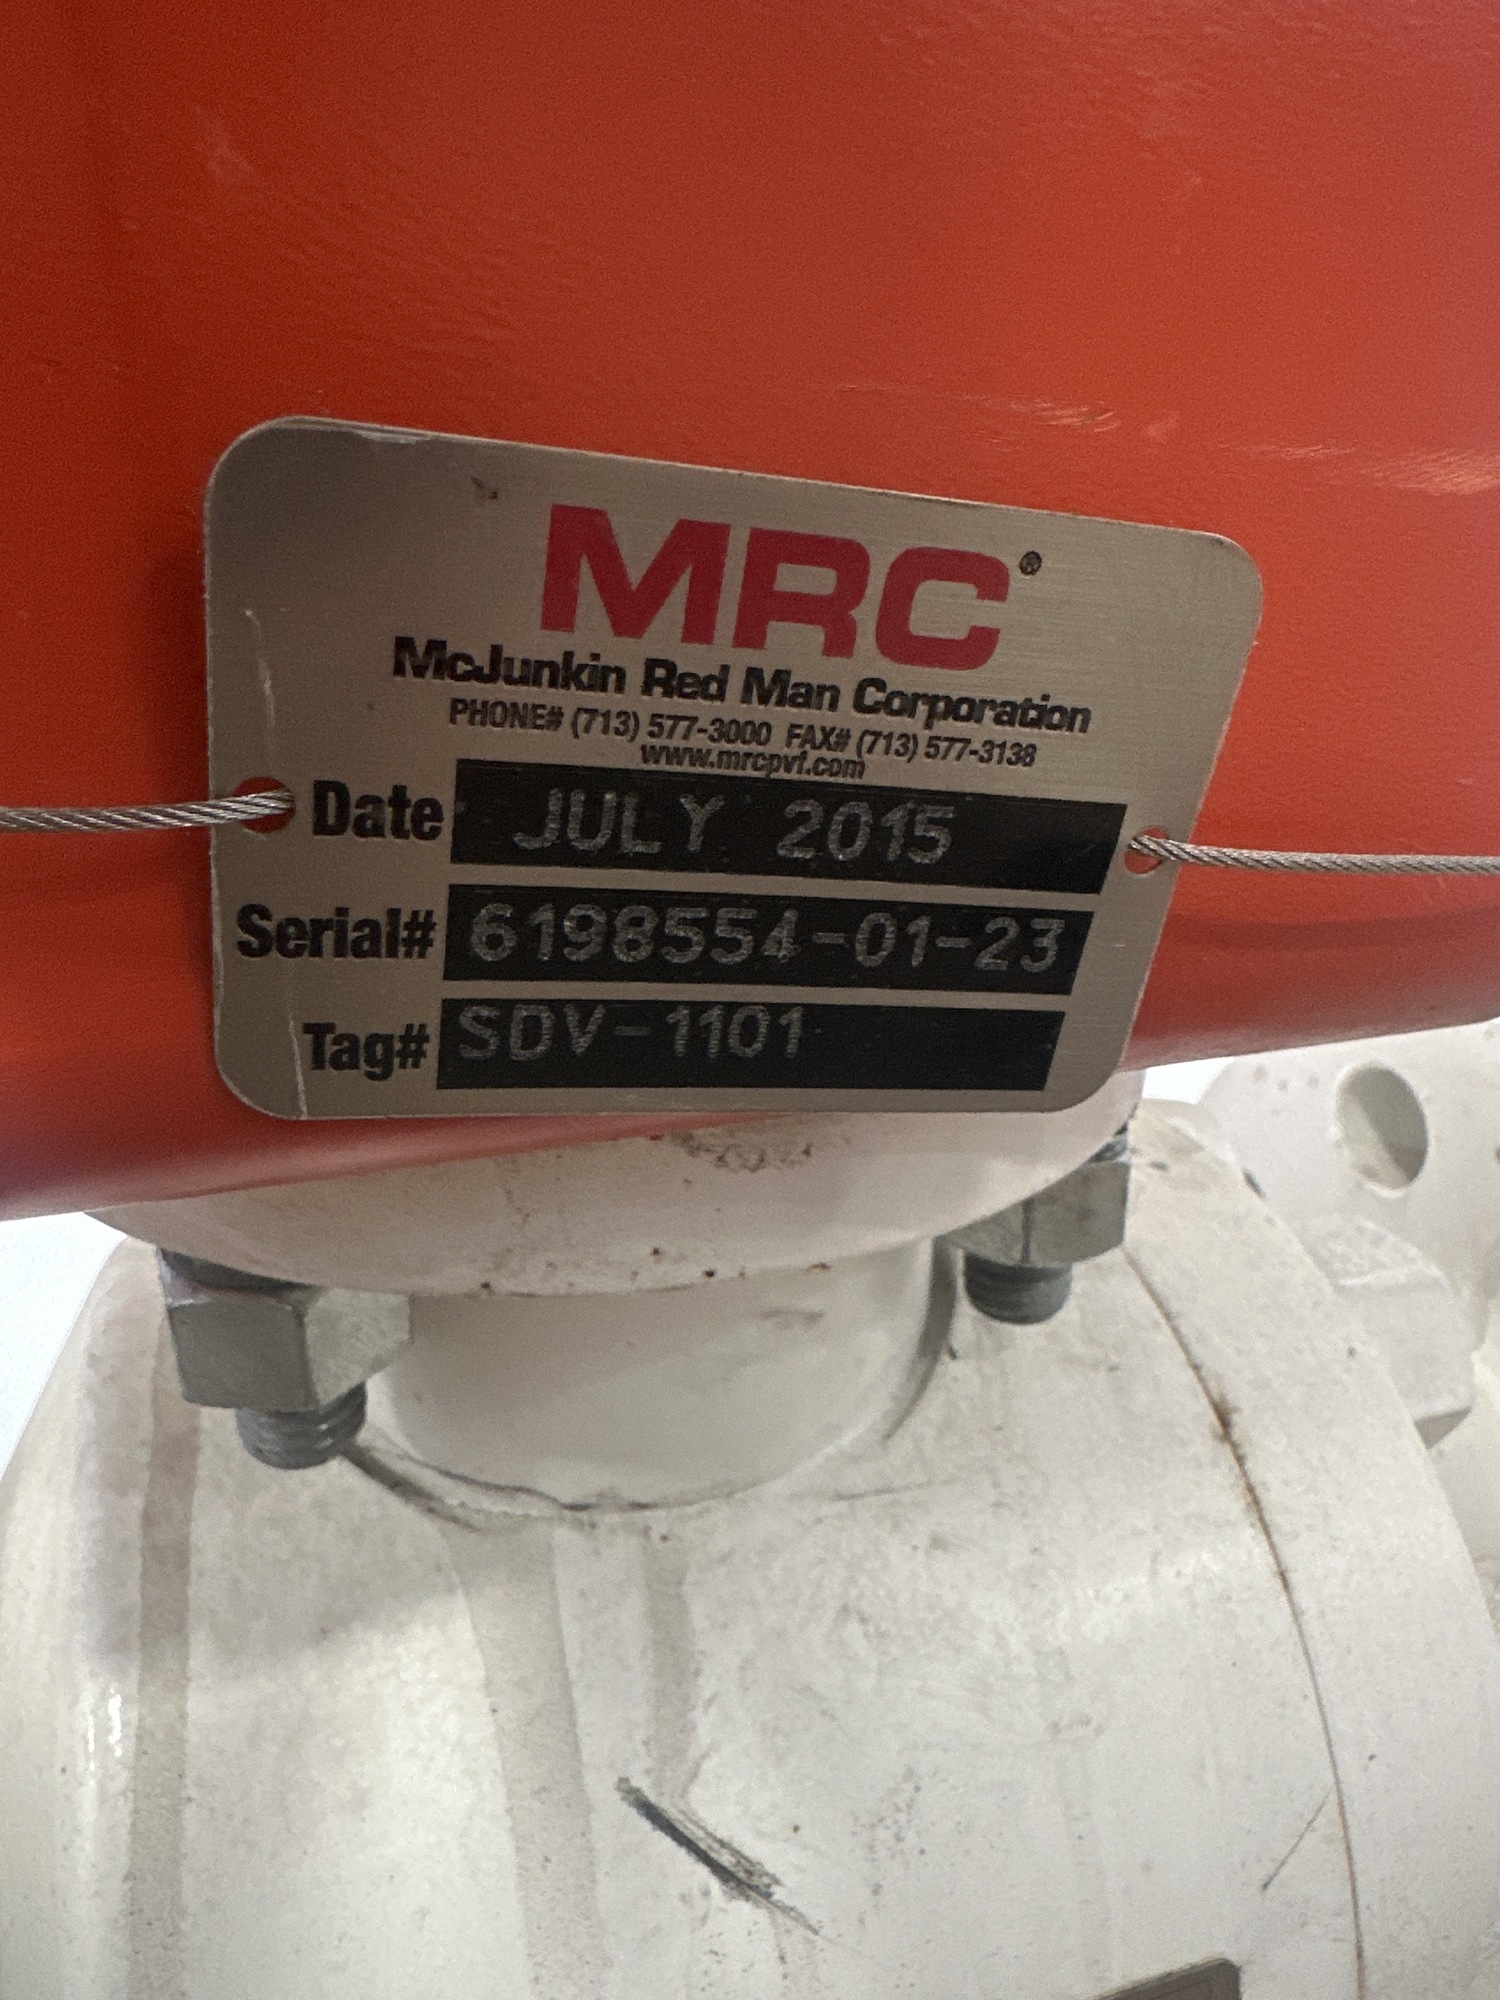 MRC®
McJunkin Red Man Corporation
PHONE# (713) 577-3000 FAX# (713) 577-3138
www.mrcpvf.com
Date JULY 2015
Serial# 6198554-01-23
Tag# SDV-1101